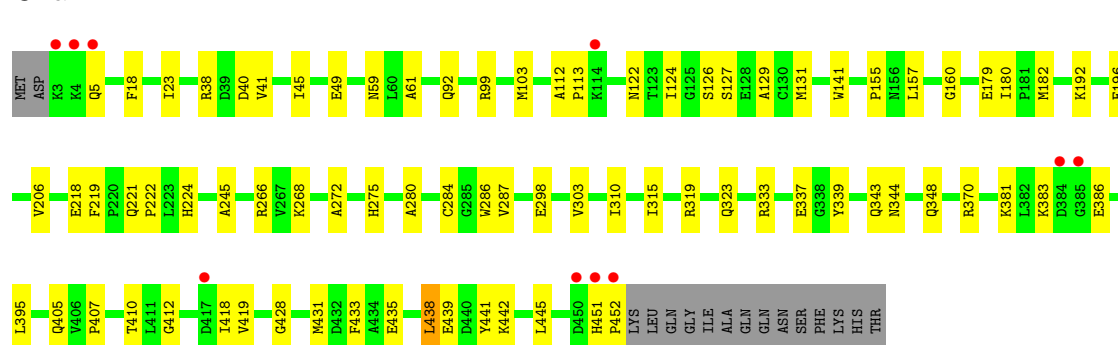 MET ASP K3 K4 Q5 F18 I23 R38 D39 D40 V41 I45 E49 N59 L60 A61 Q92 R99 M103 A112 P113 K114 N122 T123 I124 G125 S126 S127 E128 A129 C130 M131 W141 P155 N156 L157 G160 E179 I180 P181 M182 K192
V206 E218 F219 P220 Q221 P222 L223 H224 A245 R266 V267 K268 A272 H275 A280 C284 G285 W286 V287 E298 V303 I310 I315 R319 Q323 R333 E337 G338 Y339 Q343 N344 Q348 R370 K381 L382 K383 D384 G385 E386
L395 Q405 V406 P407 T410 L411 G412 D417 I418 V419 G428 M431 D432 F433 A434 E435 L438 E439 D440 Y441 K442 L445 D450 H451 P452 LYS LEU GLN GLY ILE ALA GLN GLN ASN SER PHE LYS HIS THR